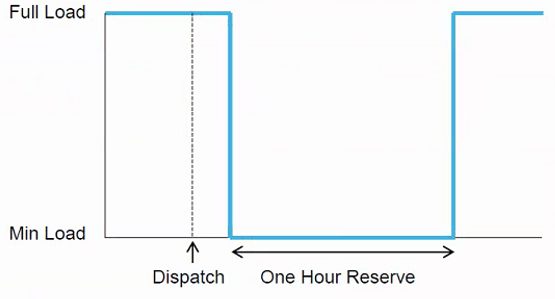 Full Load
Min Load
Dispatch
One Hour Reserve